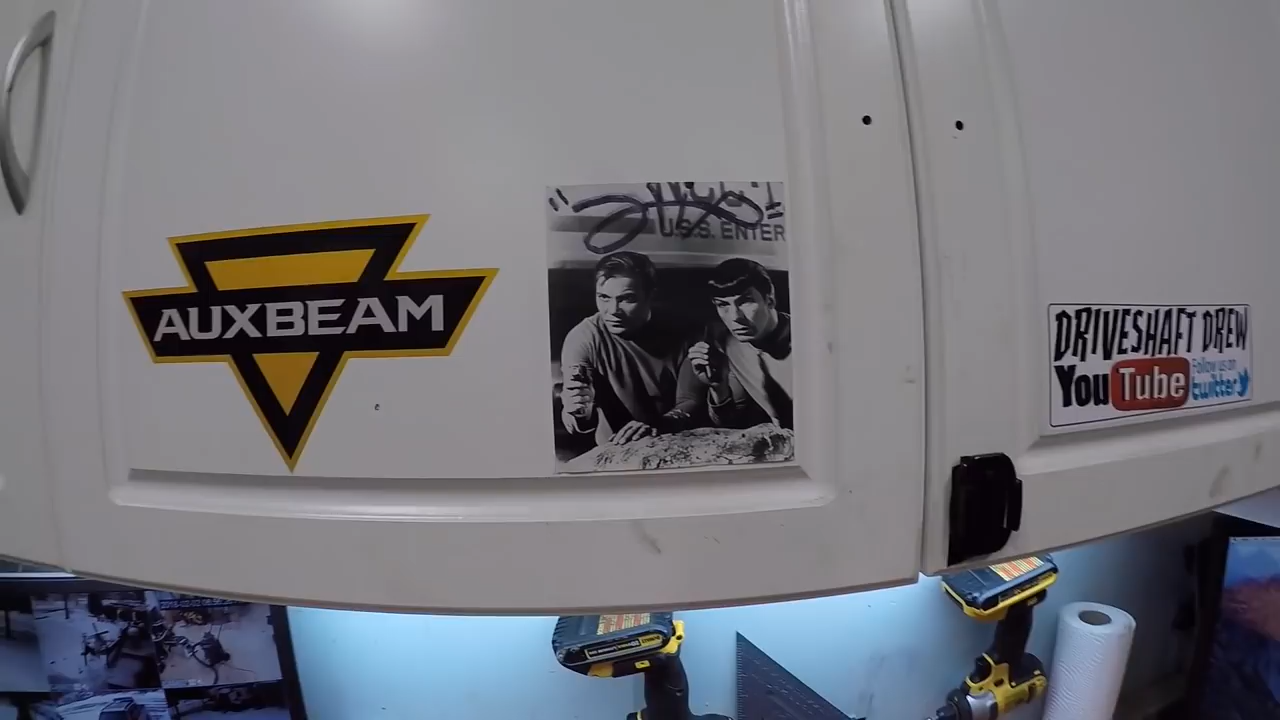 AUXBEAM
U.S.S. ENTER
DRIVESHAFT DREW
YouTube
Follow us on
twitter